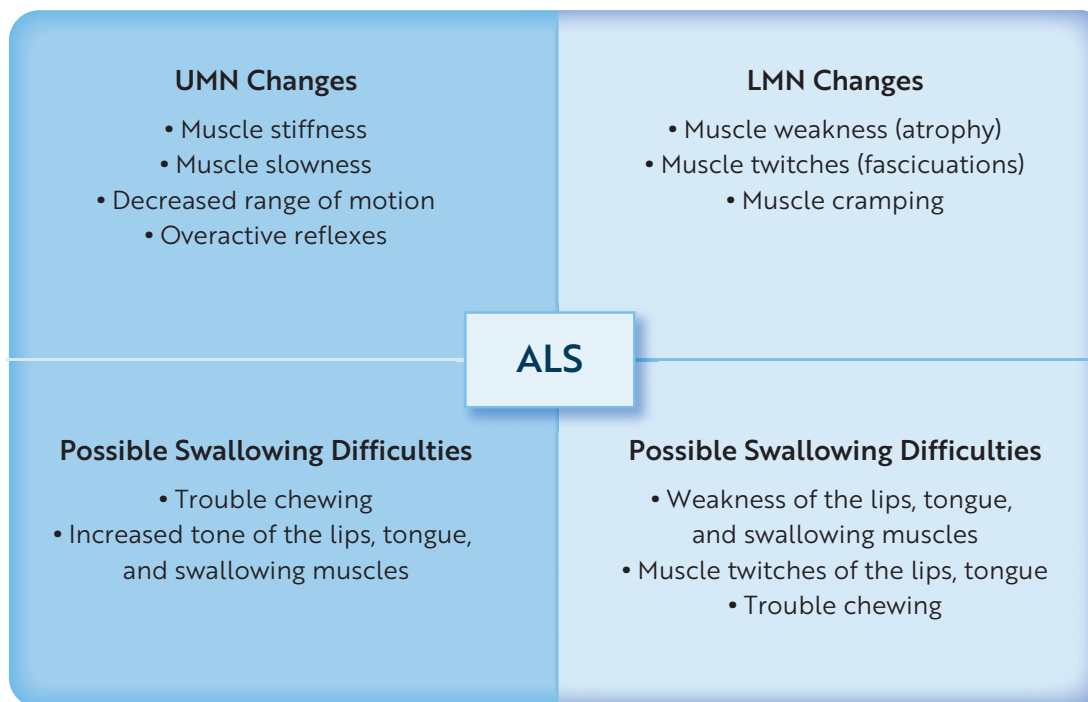 UMN Changes
• Muscle stiffness
• Muscle slowness
• Decreased range of motion
• Overactive reflexes
LMN Changes
• Muscle weakness (atrophy)
• Muscle twitches (fascicuations)
• Muscle cramping
ALS
Possible Swallowing Difficulties
• Trouble chewing
• Increased tone of the lips, tongue,
and swallowing muscles
Possible Swallowing Difficulties
• Weakness of the lips, tongue,
and swallowing muscles
• Muscle twitches of the lips, tongue
• Trouble chewing